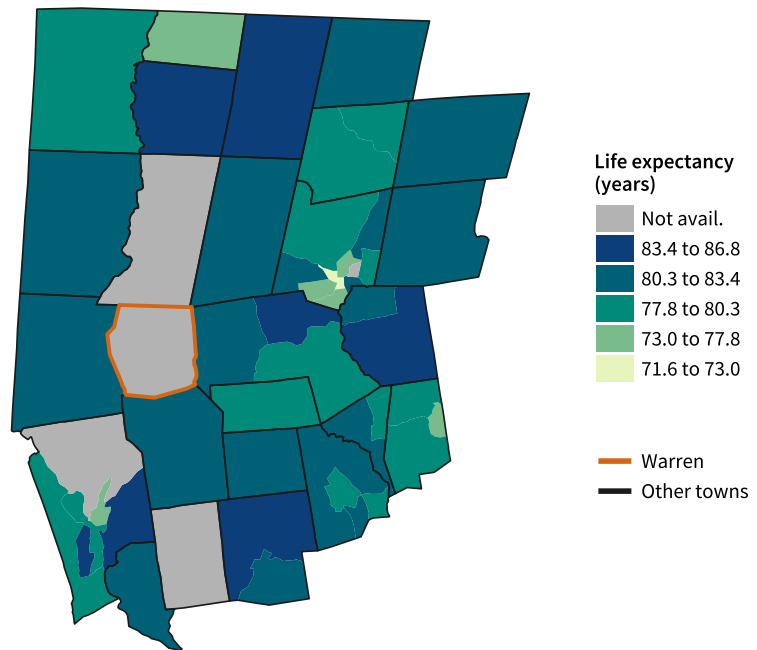 Life expectancy
(years)
Not avail.
83.4 to 86.8
80.3 to 83.4
77.8 to 80.3
73.0 to 77.8
71.6 to 73.0
Warren
Other towns